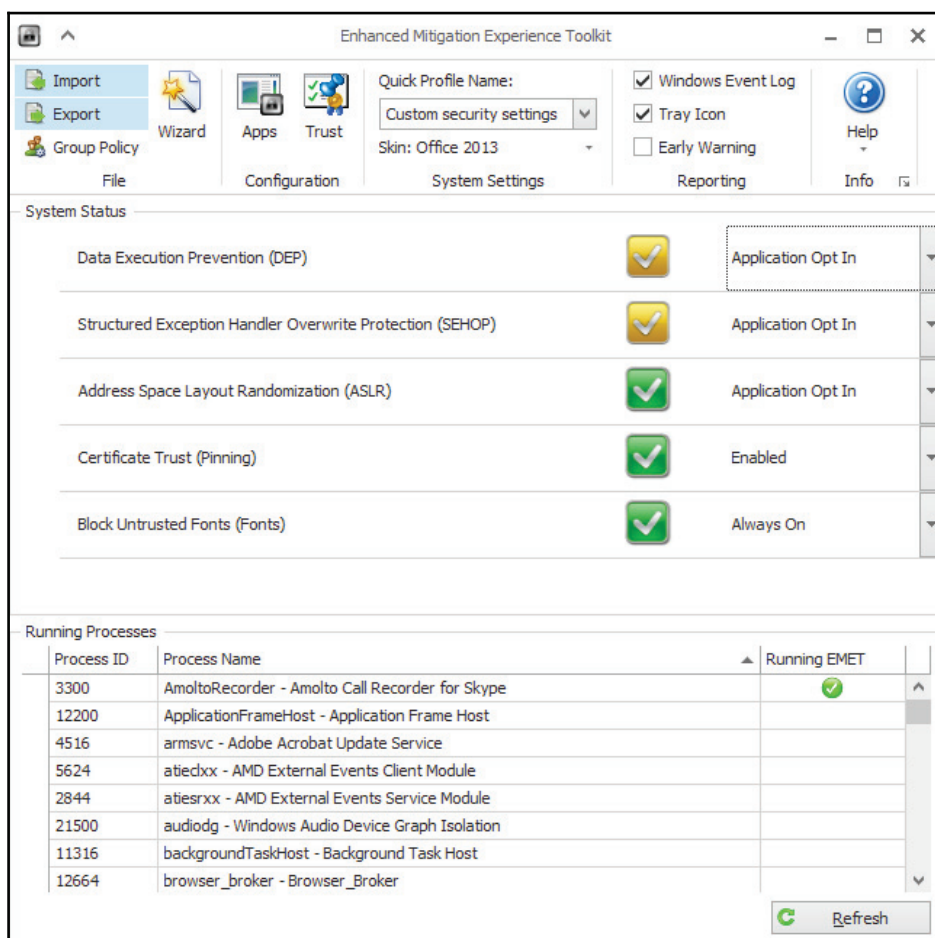 Enhanced Mitigation Experience Toolkit
Import
Export
Group Policy
Wizard
File
Apps
Trust
Configuration
Quick Profile Name:
Custom security settings
Skin: Office 2013
System Settings
Windows Event Log
Tray Icon
Early Warning
Reporting
Help
Info
System Status
Data Execution Prevention (DEP) Application Opt In
Structured Exception Handler Overwrite Protection (SEHOP) Application Opt In
Address Space Layout Randomization (ASLR) Application Opt In
Certificate Trust (Pinning) Enabled
Block Untrusted Fonts (Fonts) Always On
Running Processes
Process ID Process Name Running EMET
3300 AmoltoRecorder - Amolto Call Recorder for Skype
12200 ApplicationFrameHost - Application Frame Host
4516 armsvc - Adobe Acrobat Update Service
5624 atieclxx - AMD External Events Client Module
2844 atiesrxx - AMD External Events Service Module
21500 audiodg - Windows Audio Device Graph Isolation
11316 backgroundTaskHost - Background Task Host
12664 browser_broker - Browser_Broker
Refresh